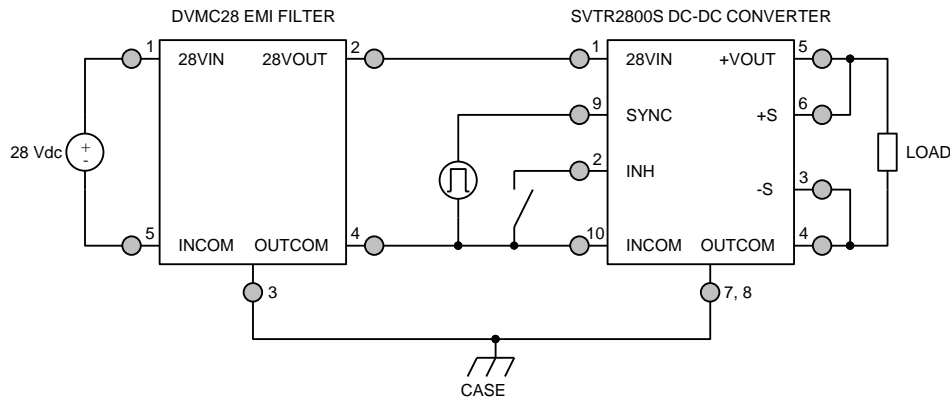 DVMC28 EMI FILTER
SVTR2800S DC-DC CONVERTER
1 28VIN 28VOUT 2
1 28VIN +VOUT 5
9 SYNC +S 6
28 Vdc + -
2 INH
LOAD
-S 3
5 INCOM OUTCOM 4
10 INCOM OUTCOM 4
3
7, 8
CASE